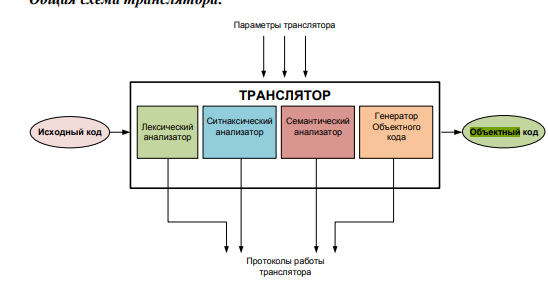 Общая схема транслятора.
Параметры транслятора
ТРАНСЛЯТОР
Исходный код
Лексический
анализатор
Ситнаксический
анализатор
Семантический
анализатор
Генератор
Объектного
кода
Объектный код
Протоколы работы
транслятора